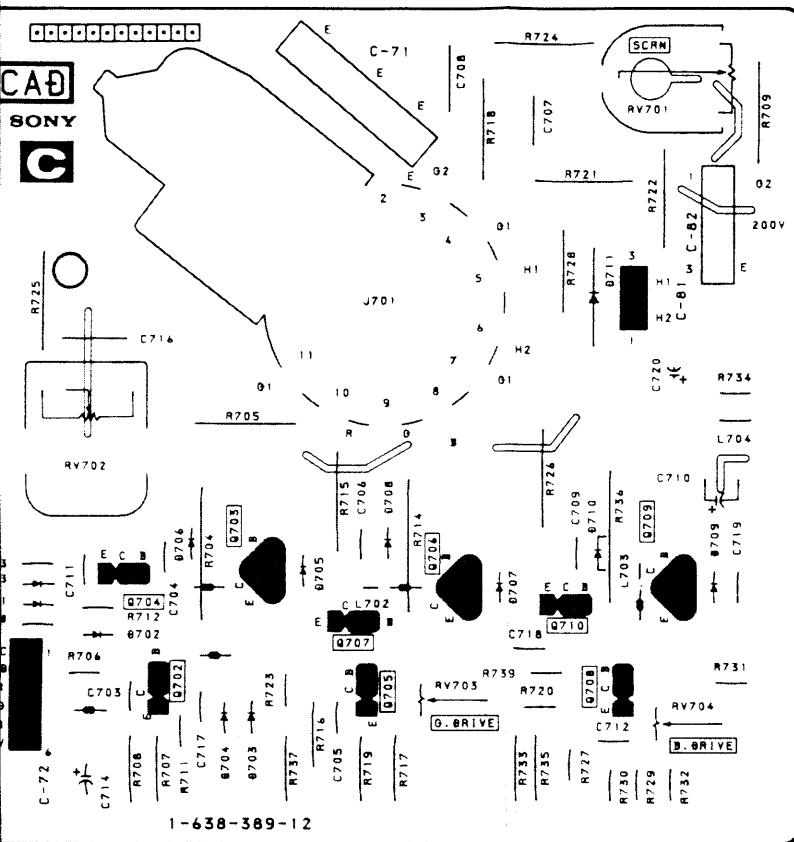 E
C-71
R724
SCRN
CAD
E
C708
SONY
RV701
R709
E
R718
C707
C
E
G2
R721
1
G2
2
3
R722
200V
4
G1
C-82
R725
5
H1
R728
D711
3
3
E
J701
H1
C-81
6
H2
C716
11
7
H2
1
G1
10
8
G1
C720
+
R734
9
R705
R
G
B
L704
RV702
R726
C710
R715
C706
D708
R736
C709
D710
Q709
+
D706
R704
Q703
B
R714
Q706
B
B
D709
C719
E C B
C711
C704
C
E
D705
C
E
D707
L703
C
E
Q704
L702
E C B
R712
E C B
Q710
D702
Q707
C718
1
R706
B
C
E
Q702
R723
B
C
E
Q705
RV703
R739
Q708
B
C
E
R731
C703
G.DRIVE
R720
RV704
R716
C712
B.DRIVE
C-72
6
+
C714
R708
R707
R711
C717
D704
D703
R737
C705
R719
R717
R733
R735
R727
R730
R729
R732
1-638-389-12